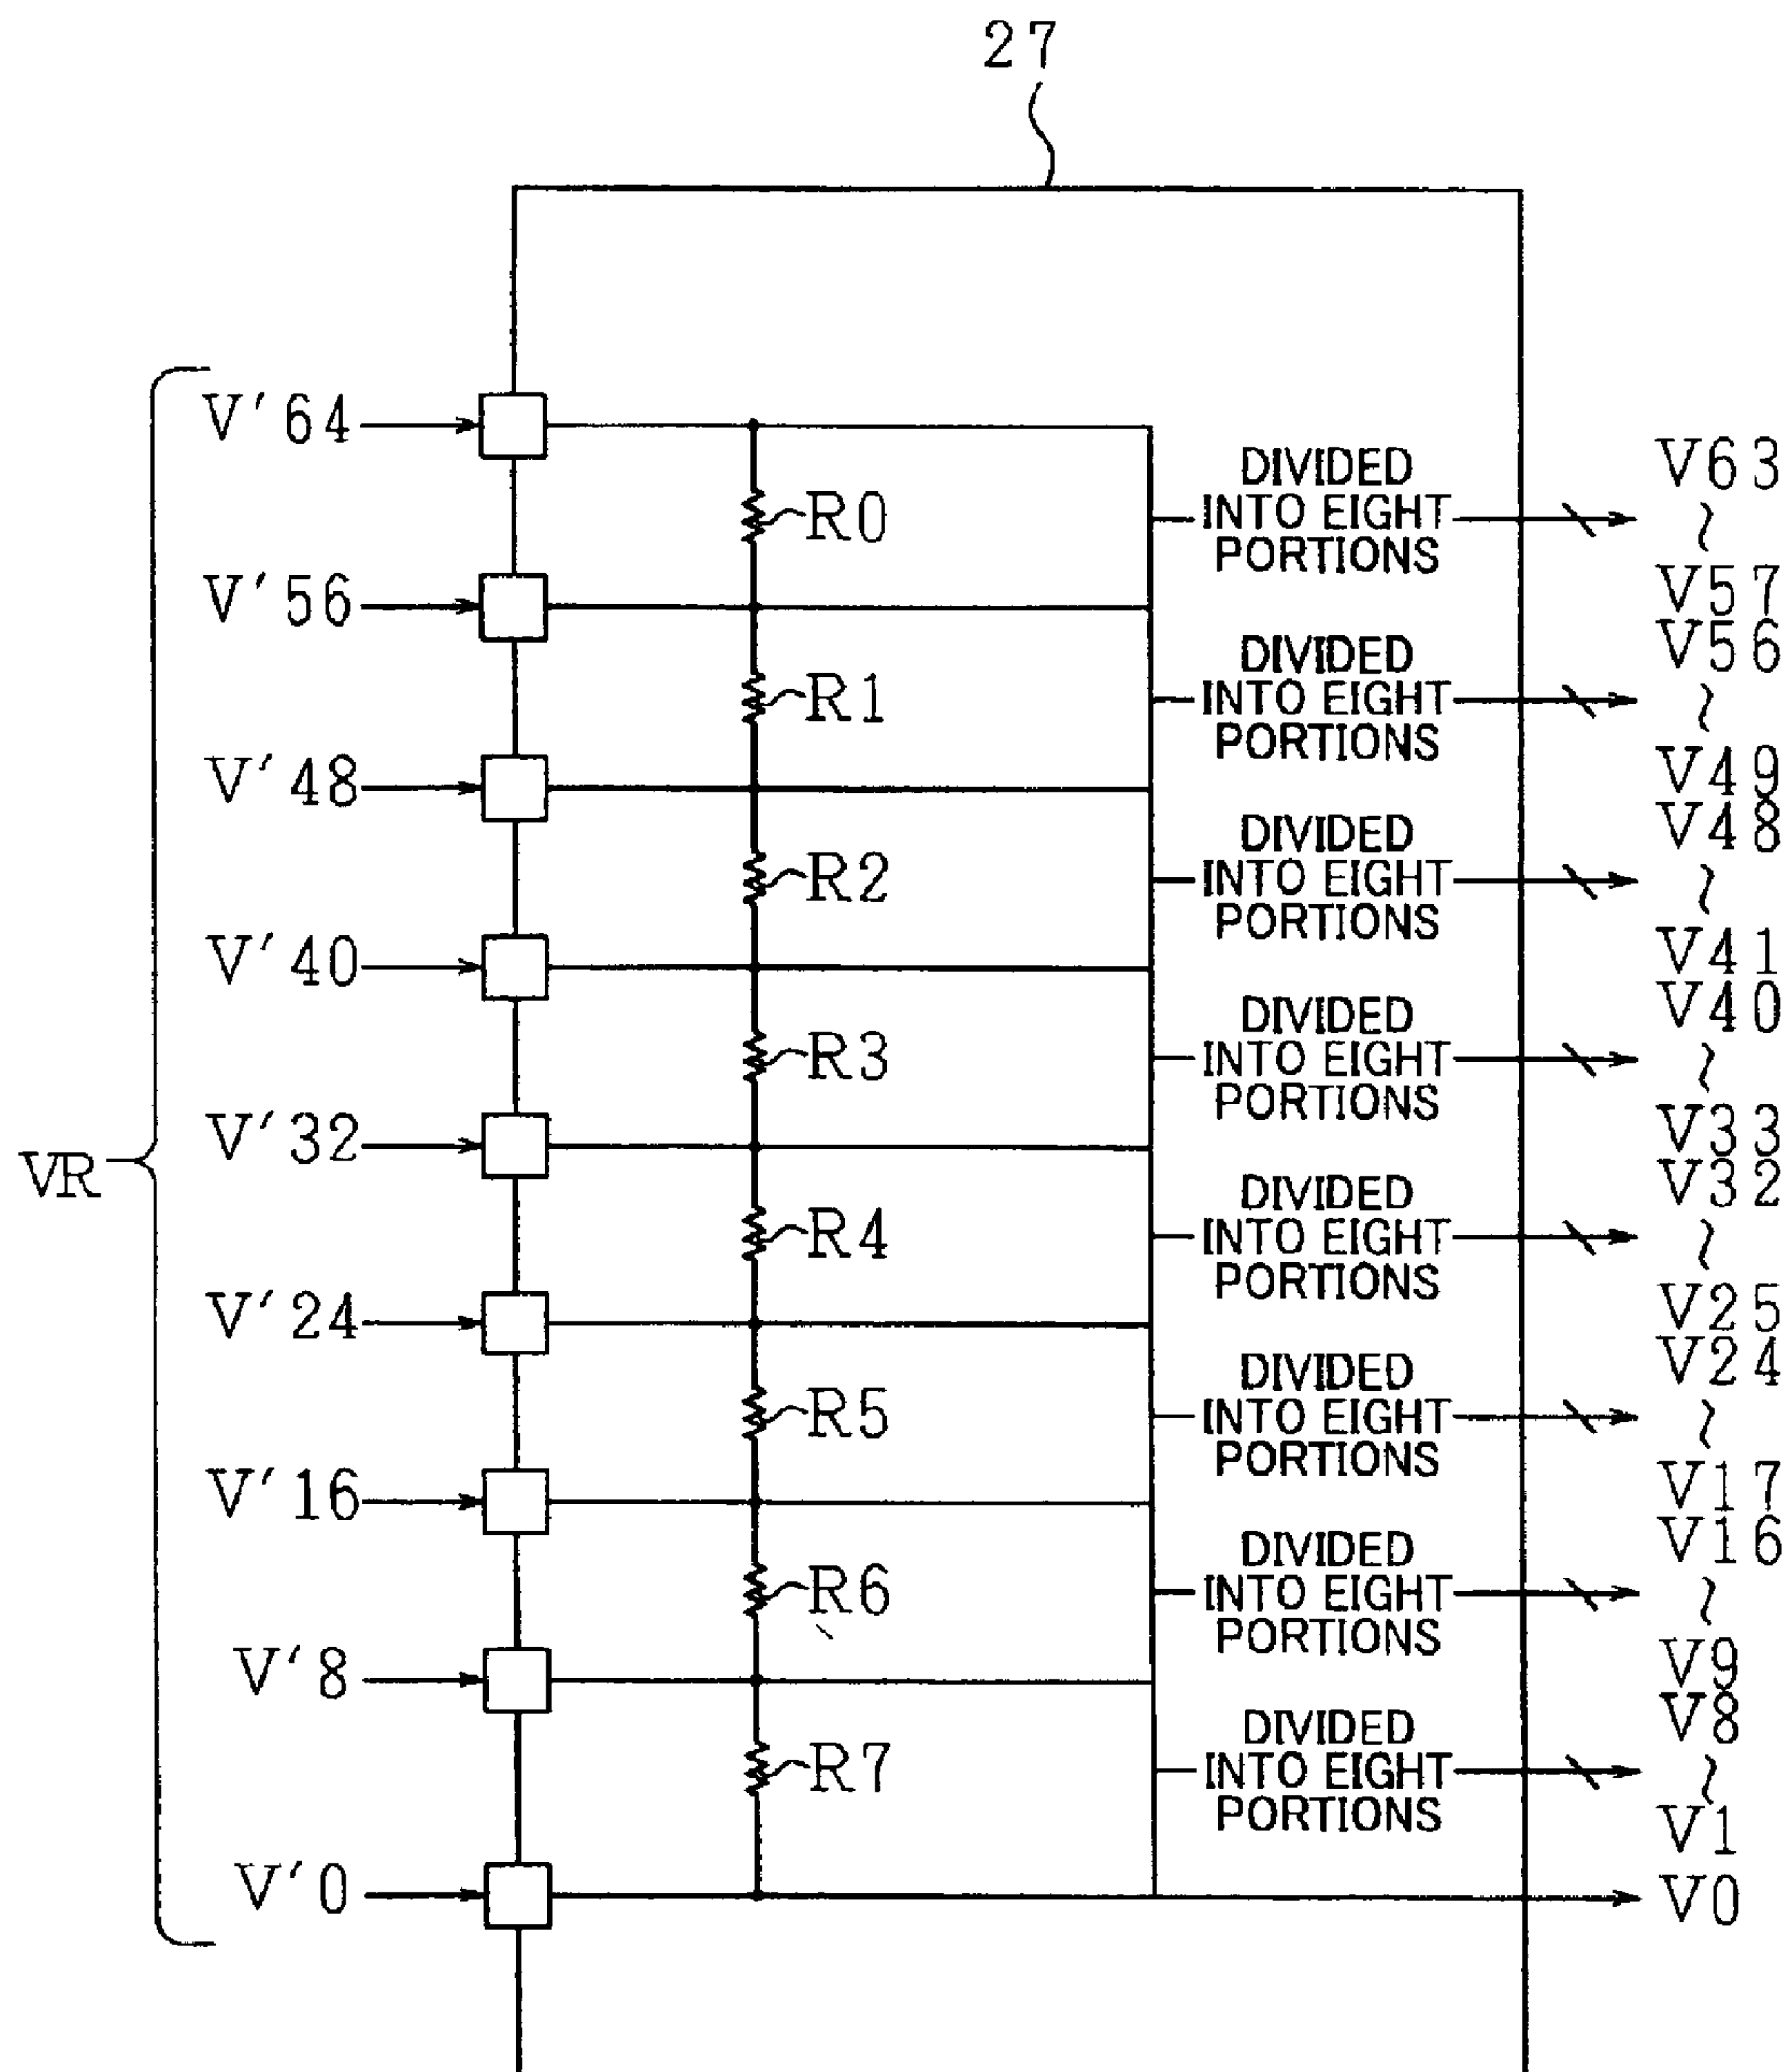 27
V'64
DIVIDED
INTO EIGHT
PORTIONS
V63
~
V57
R0
V'56
DIVIDED
INTO EIGHT
PORTIONS
V56
~
V49
R1
V'48
DIVIDED
INTO EIGHT
PORTIONS
V48
~
V41
R2
V'40
DIVIDED
INTO EIGHT
PORTIONS
V40
~
V33
R3
V'32
VR
DIVIDED
INTO EIGHT
PORTIONS
V32
~
V25
R4
V'24
DIVIDED
INTO EIGHT
PORTIONS
V24
~
V17
R5
V'16
DIVIDED
INTO EIGHT
PORTIONS
V16
~
V9
R6
V'8
DIVIDED
INTO EIGHT
PORTIONS
V8
~
V1
R7
V'0
V0